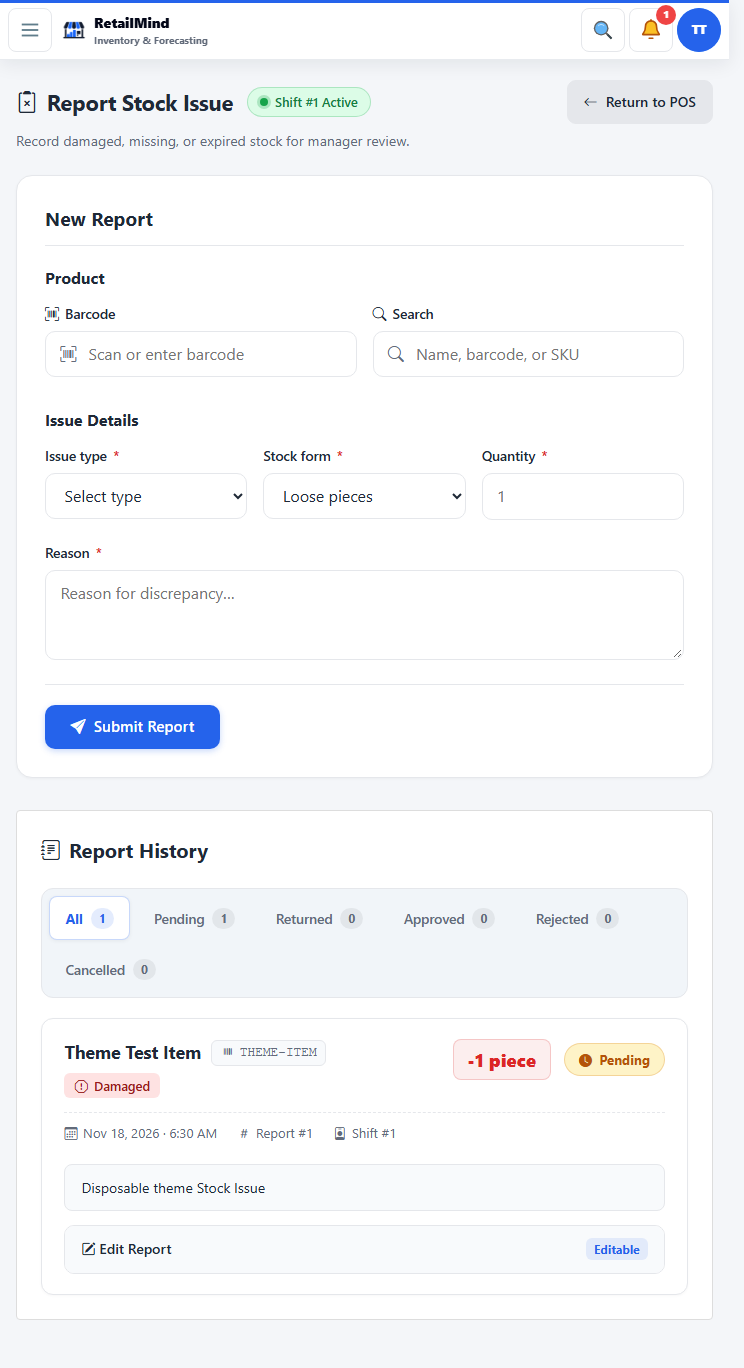 RetailMind
Inventory & Forecasting
1
TT
Report Stock Issue
Shift #1 Active
← Return to POS
Record damaged, missing, or expired stock for manager review.
New Report
Product
Barcode
Search
Scan or enter barcode
Name, barcode, or SKU
Issue Details
Issue type *
Stock form *
Quantity *
Select type
Loose pieces
1
Reason *
Reason for discrepancy...
Submit Report
Report History
All 1
Pending 1
Returned 0
Approved 0
Rejected 0
Cancelled 0
Theme Test Item
THEME-ITEM
-1 piece
Pending
Damaged
Nov 18, 2026 · 6:30 AM
# Report #1
Shift #1
Disposable theme Stock Issue
Edit Report
Editable